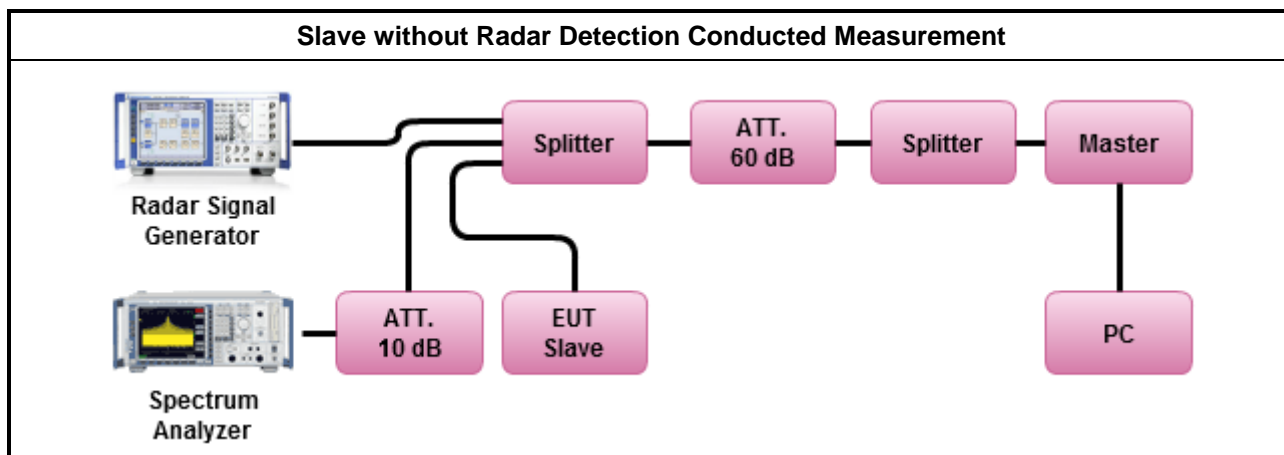 Slave without Radar Detection Conducted Measurement
Radar Signal
Generator
Splitter
ATT.
60 dB
Splitter
Master
Spectrum
Analyzer
ATT.
10 dB
EUT
Slave
PC